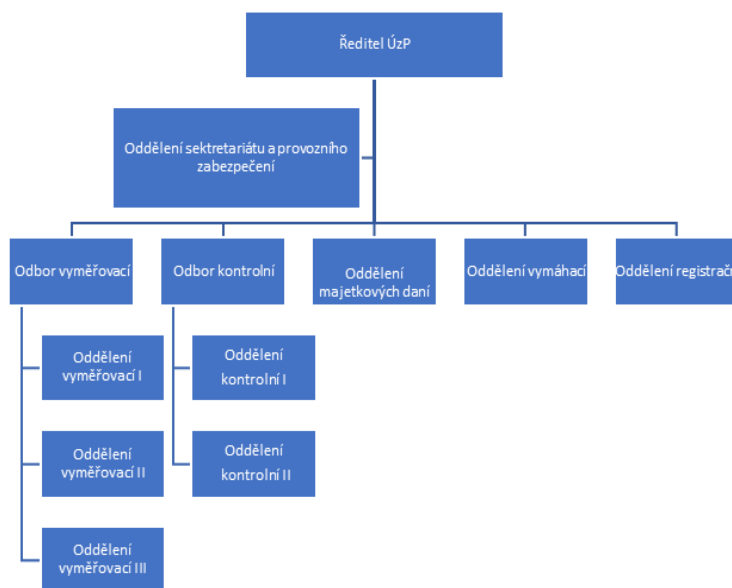 Ředitel ÚzP
Oddělení sektretariátu a provozního
zabezpečení
Odbor vyměřovací
Odbor kontrolní
Oddělení
majetkových daní
Oddělení vymáhací
Oddělení registračn
Oddělení
vyměřovací I
Oddělení
kontrolní I
Oddělení
vyměřovací II
Oddělení
kontrolní II
Oddělení
vyměřovací III